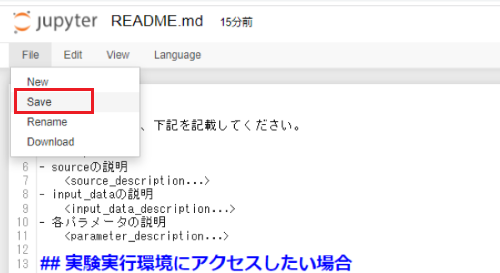 jupyter README.md 15分前
File Edit View Language
New
Save
Rename
Download
、下記を記載してください。
6 - sourceの説明
7 <source_description...>
8 - input_dataの説明
9 <input_data_description...>
10 - 各パラメータの説明
11 <parameter_description...>
12
13 ## 実験実行環境にアクセスしたい場合